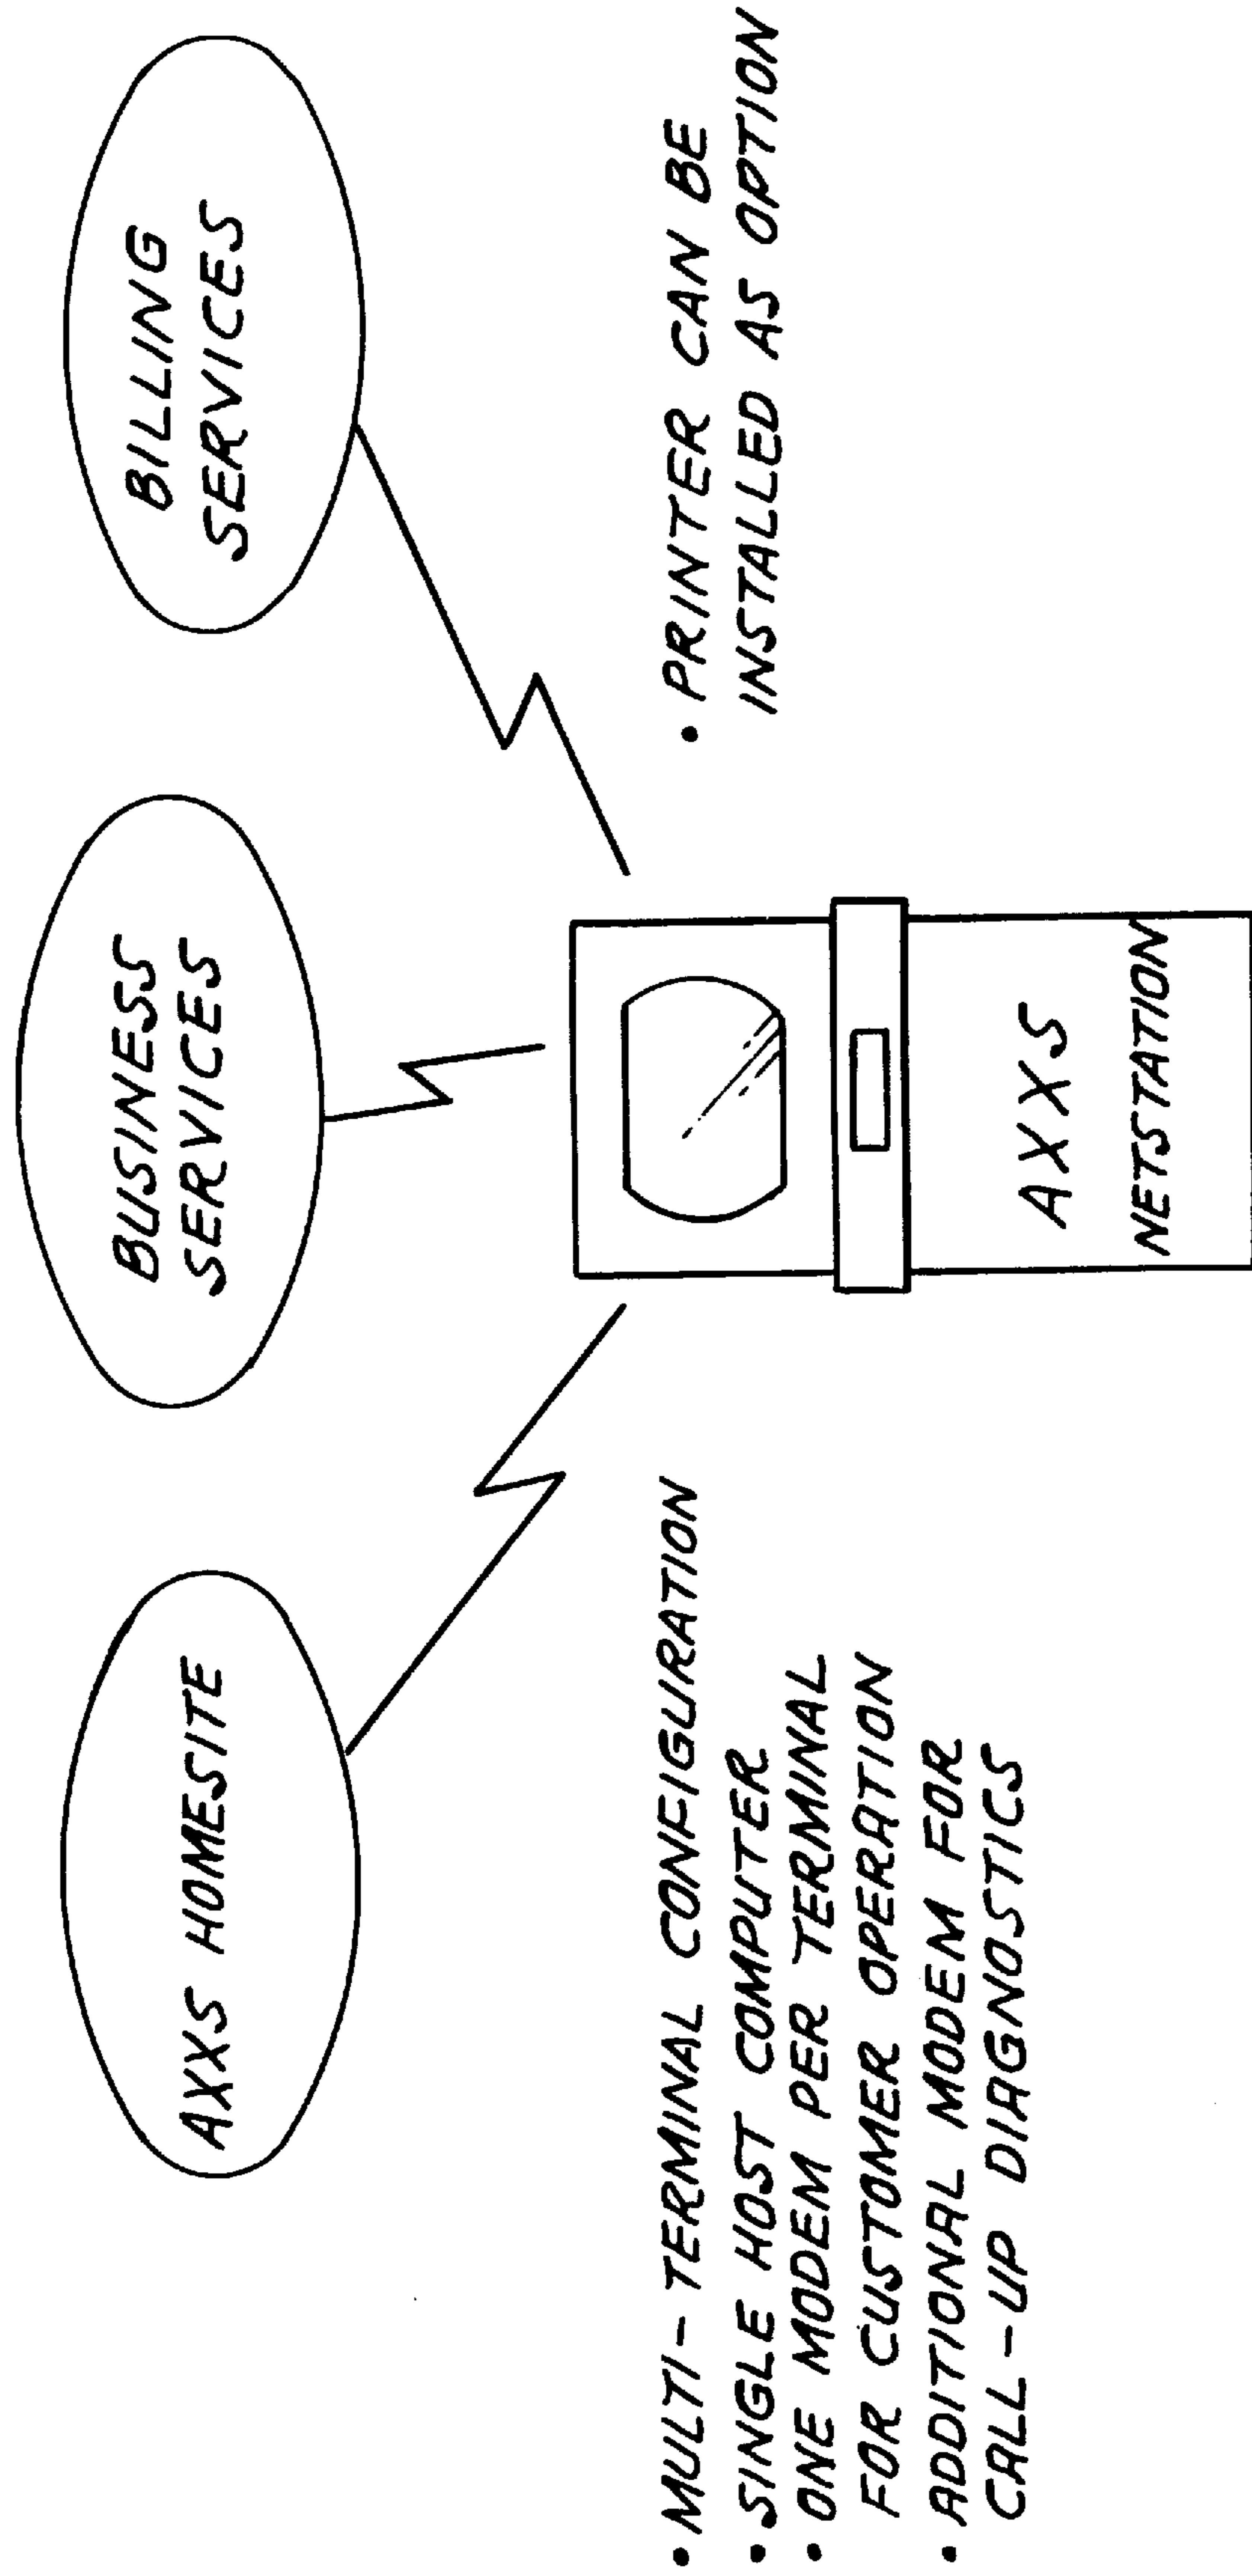 AXXS HOMESITE
BUSINESS
SERVICES
BILLING
SERVICES
• MULTI-TERMINAL CONFIGURATION
• SINGLE HOST COMPUTER
• ONE MODEM PER TERMINAL
FOR CUSTOMER OPERATION
• ADDITIONAL MODEM FOR
CALL-UP DIAGNOSTICS
AXXS
NETSTATION
• PRINTER CAN BE
INSTALLED AS OPTION